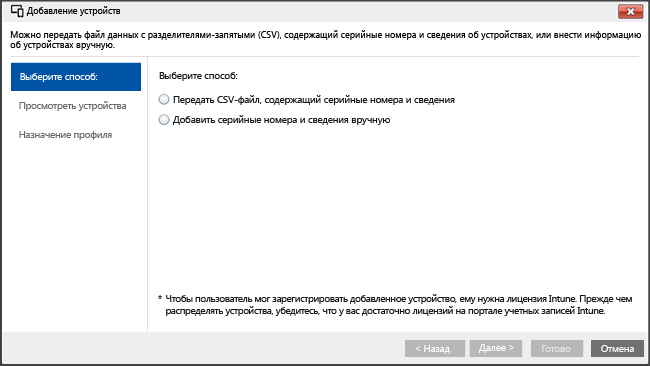 Добавление устройств
Можно передать файл данных с разделителями-запятыми (CSV), содержащий серийные номера и сведения об устройствах, или внести информацию
об устройствах вручную.
Выберите способ:
Просмотреть устройства
Назначение профиля
Выберите способ:
Передать CSV-файл, содержащий серийные номера и сведения
Добавить серийные номера и сведения вручную
* Чтобы пользователь мог зарегистрировать добавленное устройство, ему нужна лицензия Intune. Прежде чем
распределять устройства, убедитесь, что у вас достаточно лицензий на портале учетных записей Intune.
< Назад
Далее >
Готово
Отмена